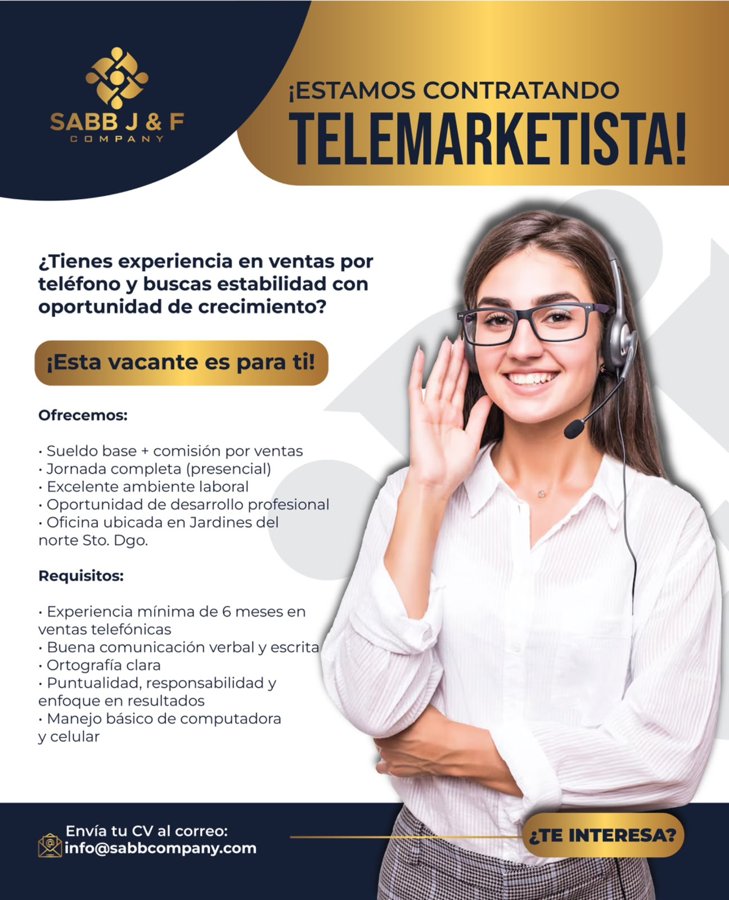 SABB J & F
COMPANY
¡ESTAMOS CONTRATANDO
TELEMARKETISTA!
¿Tienes experiencia en ventas por
teléfono y buscas estabilidad con
oportunidad de crecimiento?
¡Esta vacante es para ti!
Ofrecemos:
• Sueldo base + comisión por ventas
• Jornada completa (presencial)
• Excelente ambiente laboral
• Oportunidad de desarrollo profesional
• Oficina ubicada en Jardines del
norte Sto. Dgo.
Requisitos:
• Experiencia mínima de 6 meses en
ventas telefónicas
• Buena comunicación verbal y escrita
• Ortografía clara
• Puntualidad, responsabilidad y
enfoque en resultados
• Manejo básico de computadora
y celular
Envía tu CV al correo:
info@sabbcompany.com
¿TE INTERESA?